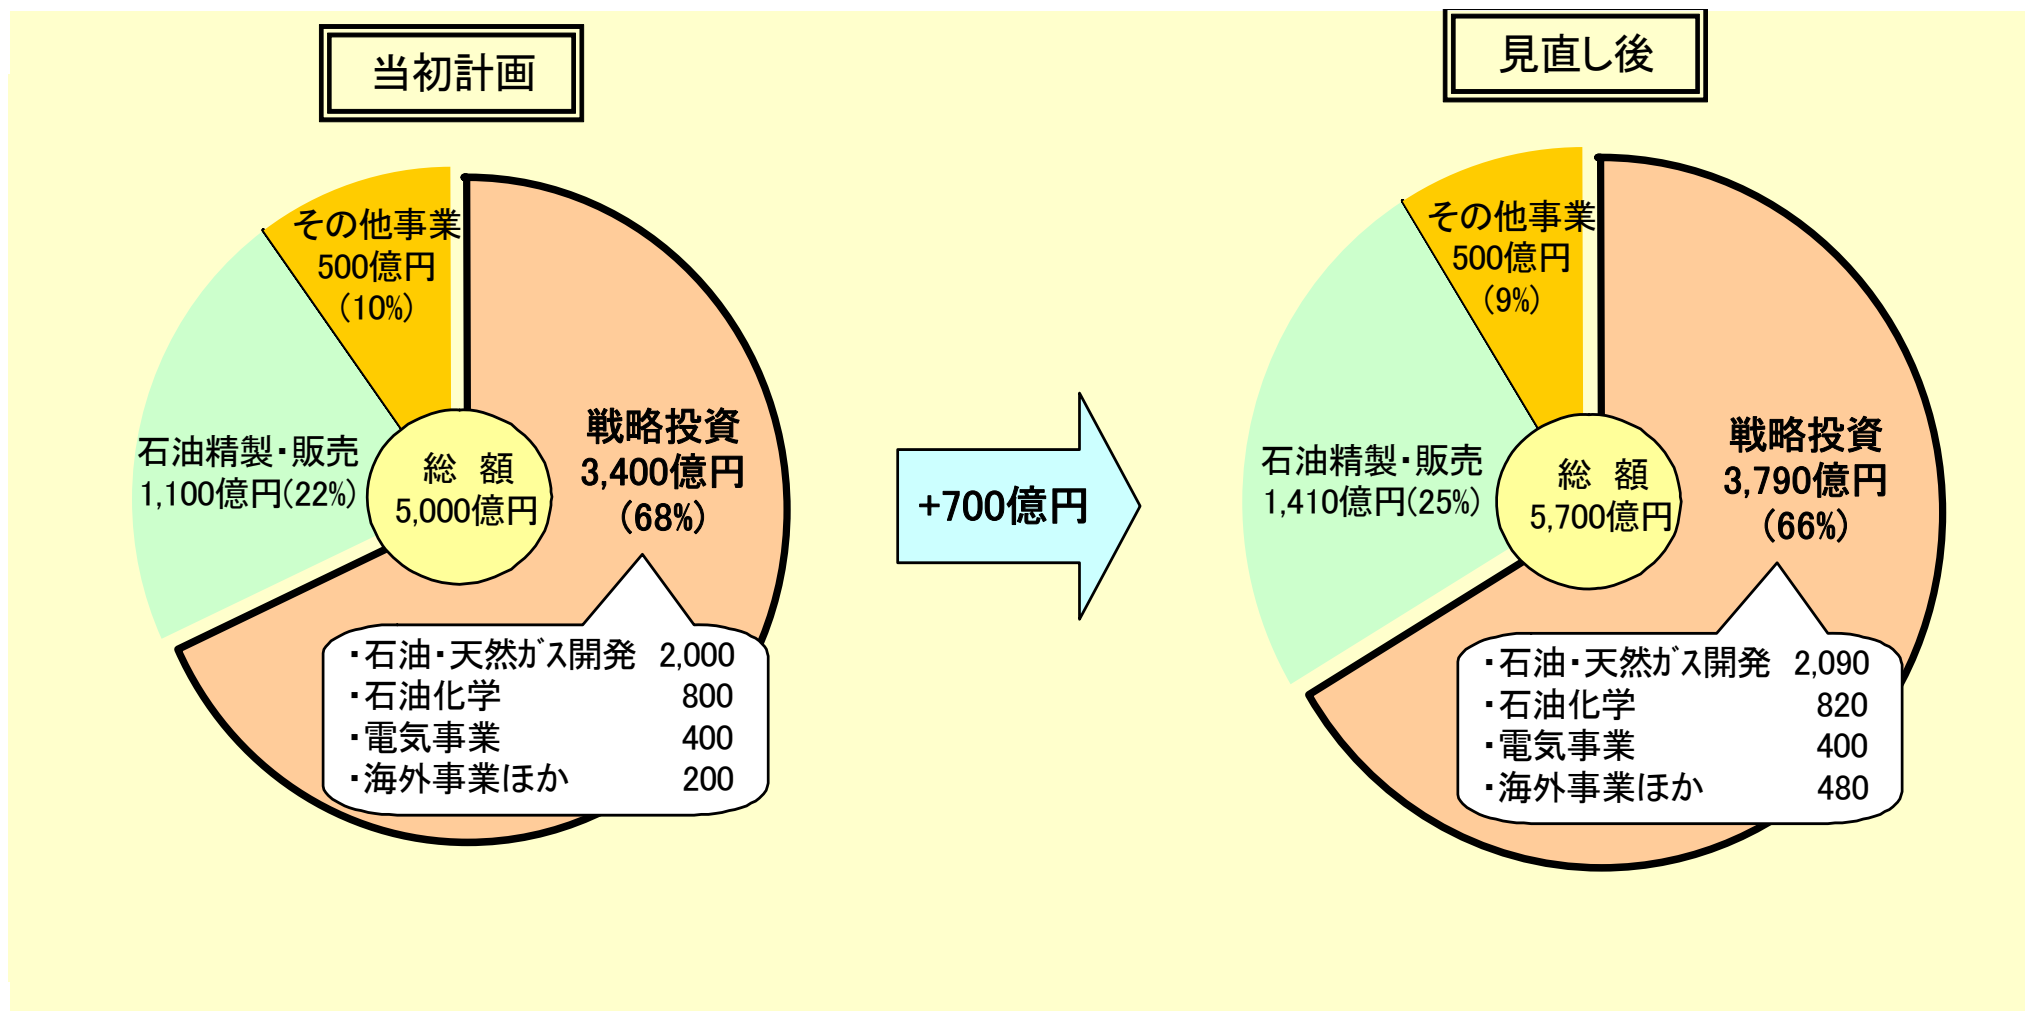 当初計画
その他事業
500億円
(10%)
石油精製・販売
1,100億円(22%)
総　額
5,000億円
戦略投資
3,400億円
(68%)
・石油・天然ｶﾞｽ開発 2,000
・石油化学 800
・電気事業 400
・海外事業ほか 200
+700億円
見直し後
その他事業
500億円
(9%)
石油精製・販売
1,410億円(25%)
総　額
5,700億円
戦略投資
3,790億円
(66%)
・石油・天然ｶﾞｽ開発 2,090
・石油化学 820
・電気事業 400
・海外事業ほか 480